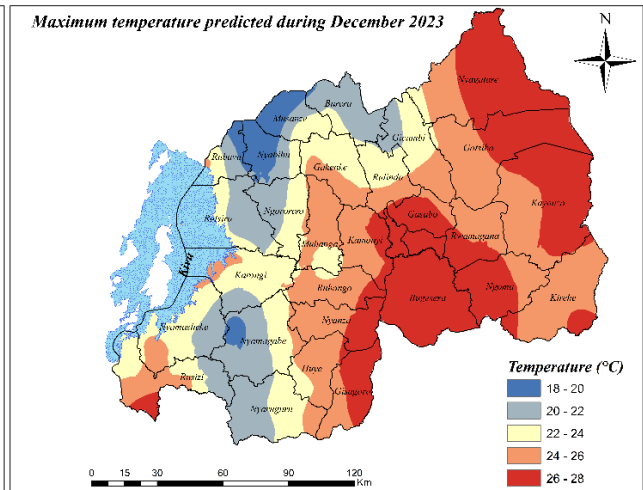 Maximum temperature predicted during December 2023
N
Nyagatare
Burera
Musanze
Gicumbi
Rubavu
Nyabihu
Gakenke
Gatsibo
Rulindo
Kayonza
Rutsiro
Ngororero
Gasabo
Muhanga
Kamonyi
Rwamagana
Kivu
Karongi
Ruhango
Bugesera
Ngoma
Kirehe
Nyamasheke
Nyanza
Nyamagabe
Huye
Rusizi
Gisagara
Nyaruguru
Temperature (°C)
18 - 20
20 - 22
22 - 24
24 - 26
26 - 28
0 15 30 60 90 120
Km